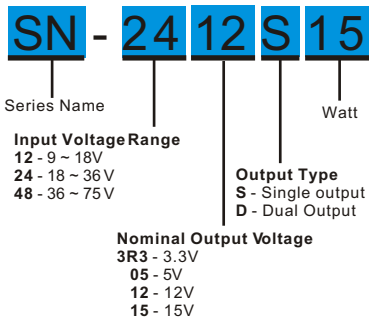 SN - 24 12 S 15
Series Name
Watt
Input Voltage Range
12 - 9 ~ 18V
24 - 18 ~ 36V
48 - 36 ~ 75V
Output Type
S - Single output
D - Dual Output
Nominal Output Voltage
3R3 - 3.3V
05 - 5V
12 - 12V
15 - 15V